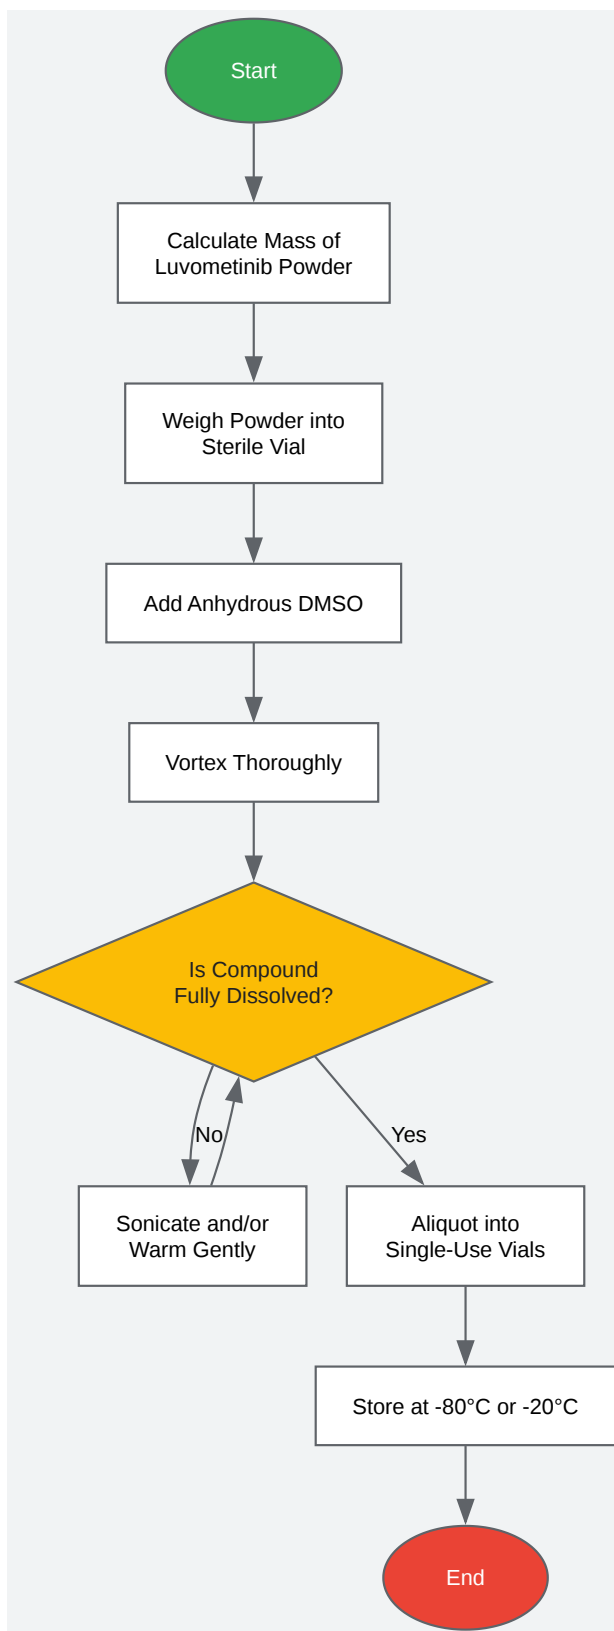 Start
Calculate Mass of
Luvometinib Powder
Weigh Powder into
Sterile Vial
Add Anhydrous DMSO
Vortex Thoroughly
Is Compound
Fully Dissolved?
No
Yes
Sonicate and/or
Warm Gently
Aliquot into
Single-Use Vials
Store at -80°C or -20°C
End